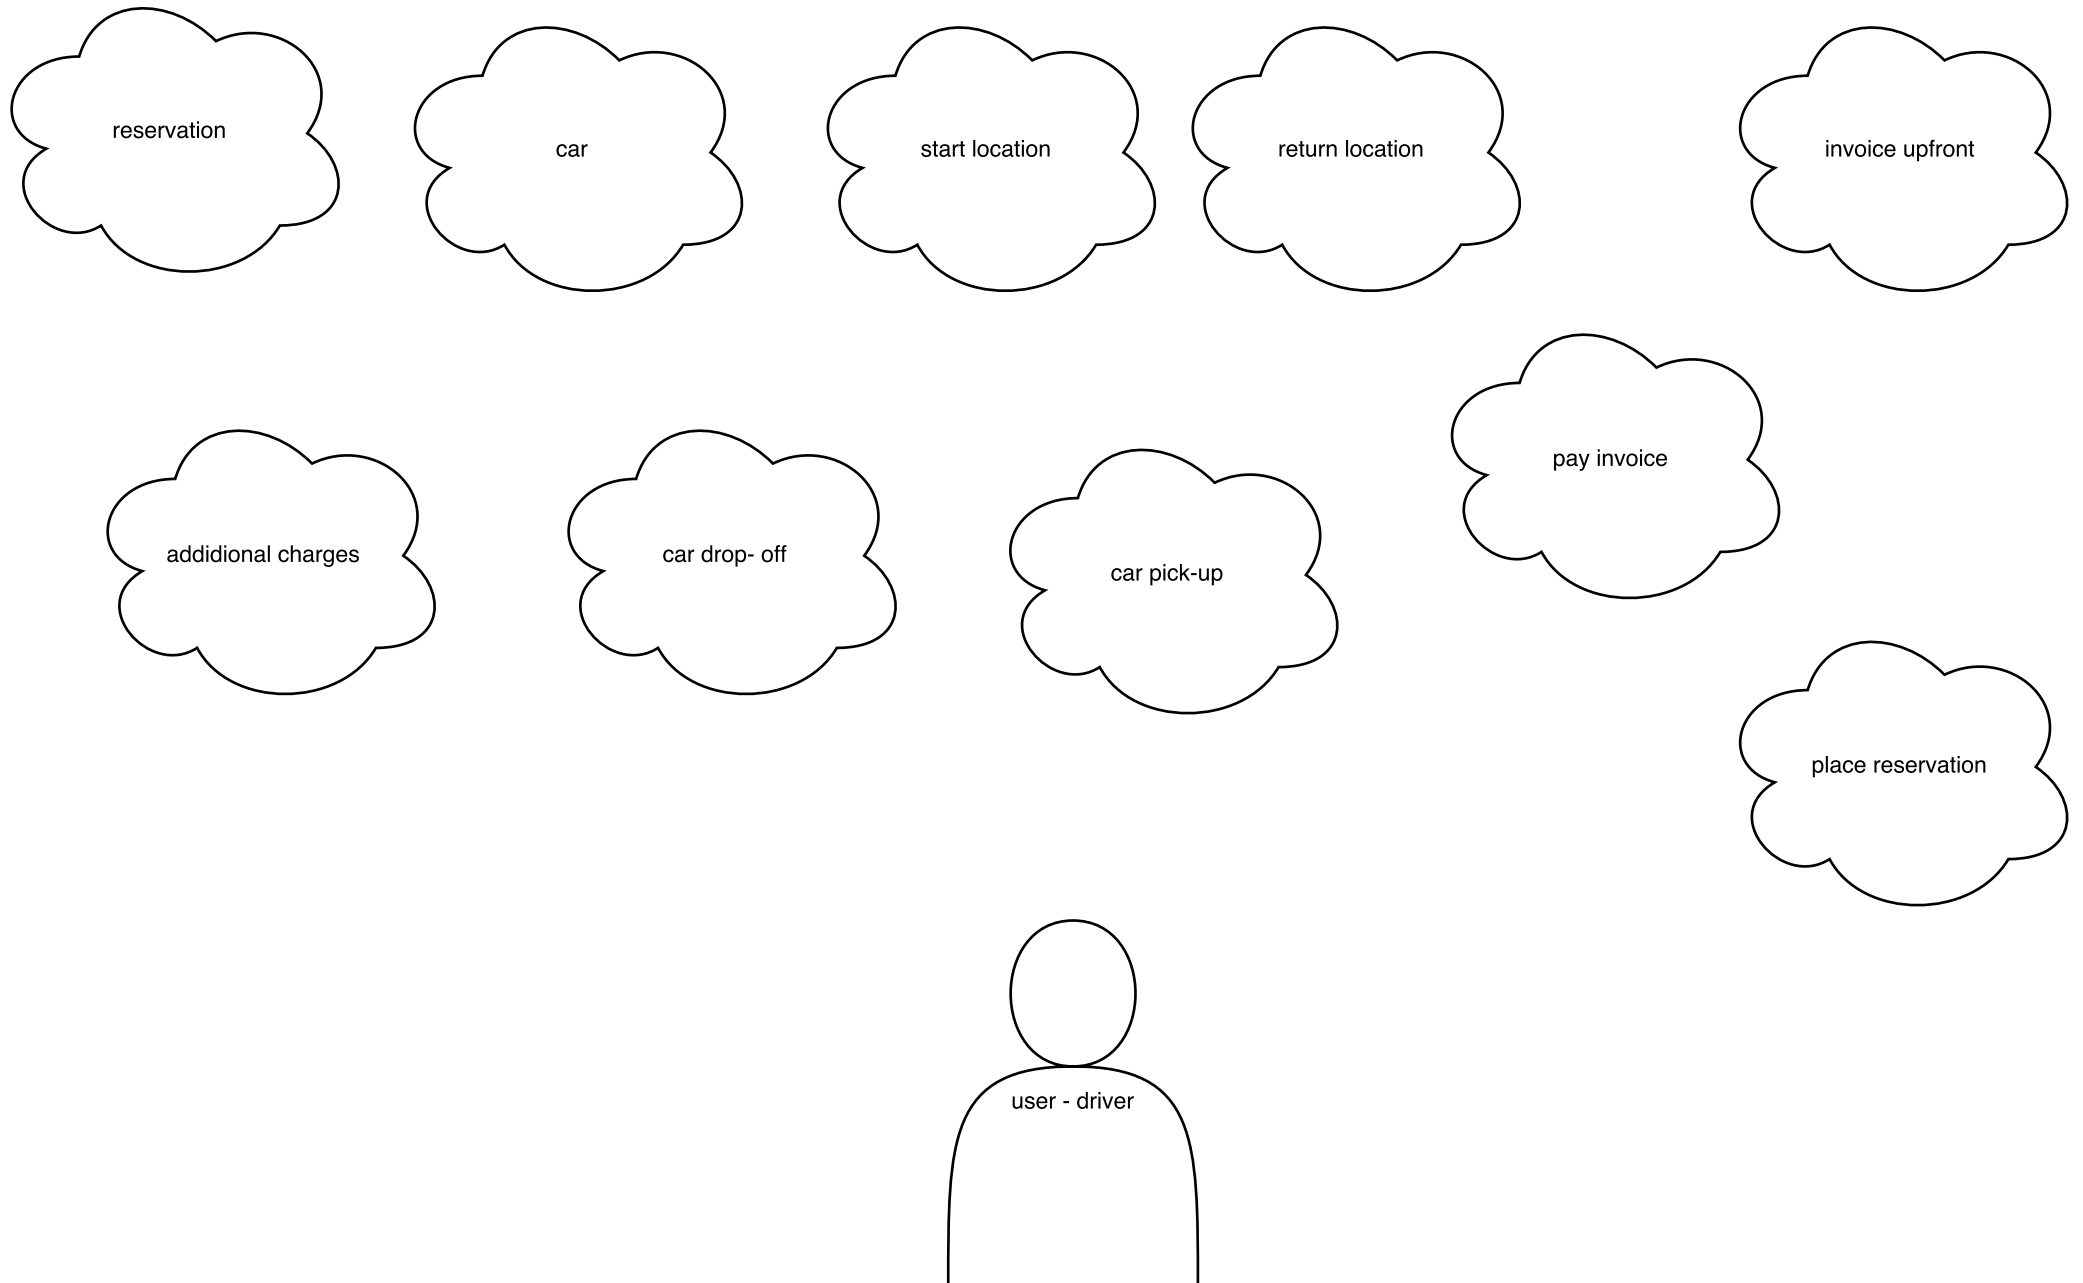 reservation
car
start location
return location
invoice upfront
pay invoice
addidional charges
car drop- off
car pick-up
place reservation
user - driver